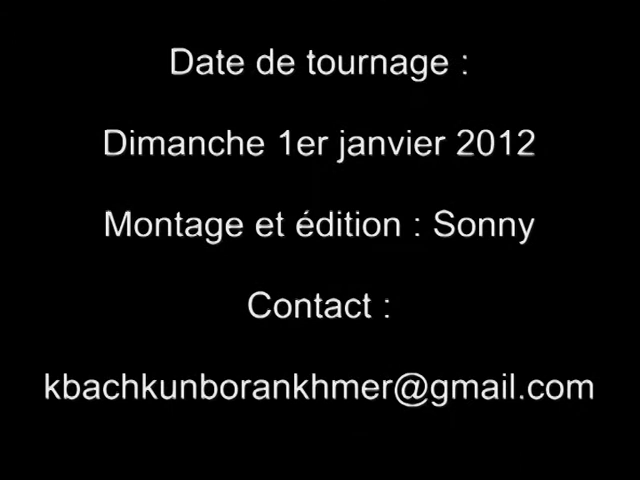 Date de tournage :
Dimanche 1er janvier 2012
Montage et édition : Sonny
Contact :
kbachkunborankhmer@gmail.com